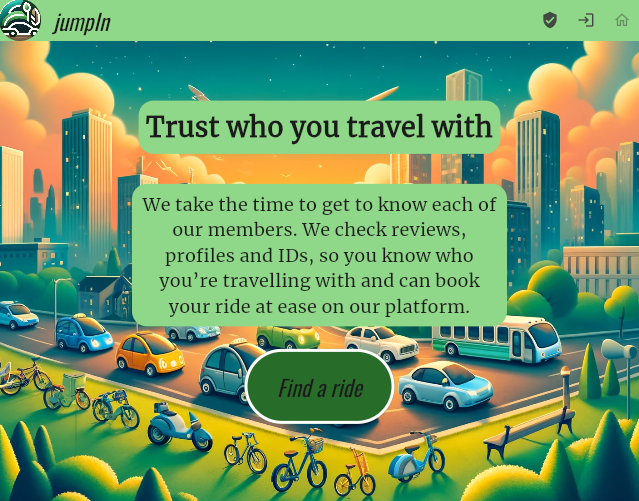 jumpIn
Trust who you travel with
We take the time to get to know each of
our members. We check reviews,
profiles and IDs, so you know who
you’re travelling with and can book
your ride at ease on our platform.
Find a ride